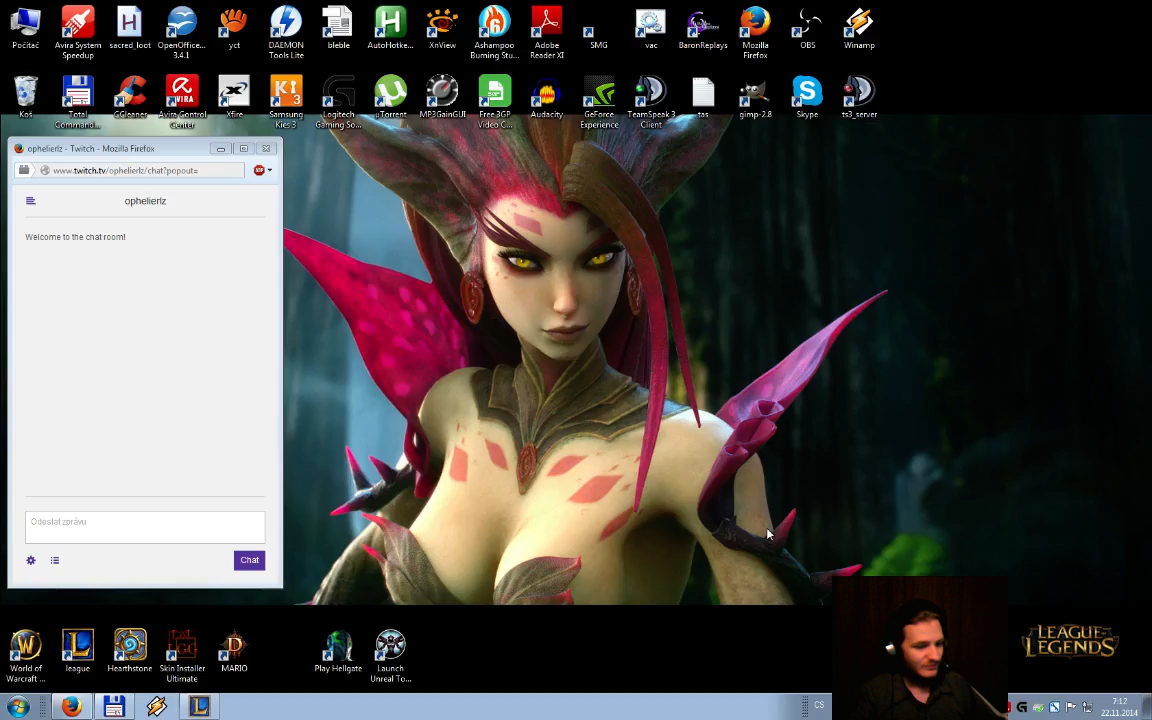 Počítač
Avira System
Speedup
sacred_loot
OpenOffice...
3.4.1
yct
DAEMON
Tools Lite
bleble
AutoHotke...
XnView
Ashampoo
Burning Stu...
Adobe
Reader XI
SMG
vac
BaronReplays
Mozilla
Firefox
OBS
Winamp
Koš
Total
Command...
CCleaner
Avira Control
Center
Xfire
Samsung
Kies 3
Logitech
Gaming So...
µTorrent
MP3GainGUI
Free 3GP
Video C...
Audacity
GeForce
Experience
TeamSpeak 3
Client
tas
gimp-2.8
Skype
ts3_server
ophelierlz - Twitch - Mozilla Firefox
www.twitch.tv/ophelierlz/chat?popout=
ophelierlz
Welcome to the chat room!
Odeslat zprávu
Chat
World of
Warcraft ...
league
Hearthstone
Skin Installer
Ultimate
MARIO
Play Hellgate
Launch
Unreal To...
LEAGUE
OF
LEGENDS
CS
7:12
22.11.2014